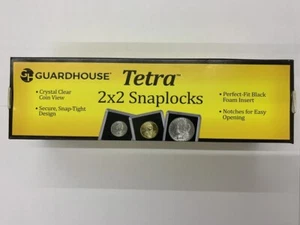 GUARDHOUSE
Tetra™
2x2 Snaplocks
• Crystal Clear
Coin View
• Secure, Snap-Tight
Design
• Perfect-Fit Black
Foam Insert
• Notches for Easy
Opening